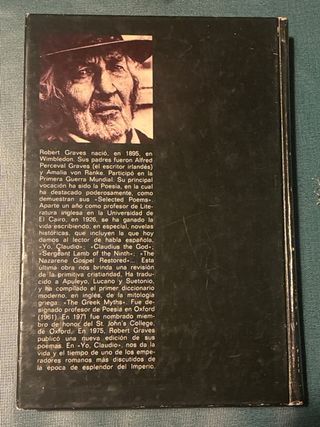 Robert Graves nació, en 1895, en
Wimbledon. Sus padres fueron Alfred
Perceval Graves (el escritor irlandés)
y Amalia von Ranke. Participó en la
Primera Guerra Mundial. Su principal
vocación ha sido la Poesía, en la cual
ha destacado poderosamente, como
demuestran sus «Selected Poems».
Aparte un año como profesor de Lite-
ratura inglesa en la Universidad de
El Cairo, en 1926, se ha ganado la
vida escribiendo, en especial, novelas
históricas, que incluyen la que hoy
damos al lector de habla española,
«Yo, Claudio»; «Claudius the God»;
«Sergeant Lamb of the Ninth»; «The
Nazarene Gospel Restored»... Esta
última obra nos brinda una revisión
de la primitiva cristiandad, Ha tradu-
cido a Apuleyo, Lucano y Suetonio,
y ha compilado el primer diccionario
moderno, en inglés, de la mitología
griega: «The Greek Myths». Fue de-
signado profesor de Poesía en Oxford
(1961). En 1971 fue nombrado miem-
bro de honor del St. John's College,
de Oxford. En 1975, Robert Graves
publicó una nueva edición de sus
poemas. En «Yo, Claudio», nos da la
vida y el tiempo de uno de los empe-
radores romanos más discutidos de
la época de esplendor del Imperio.